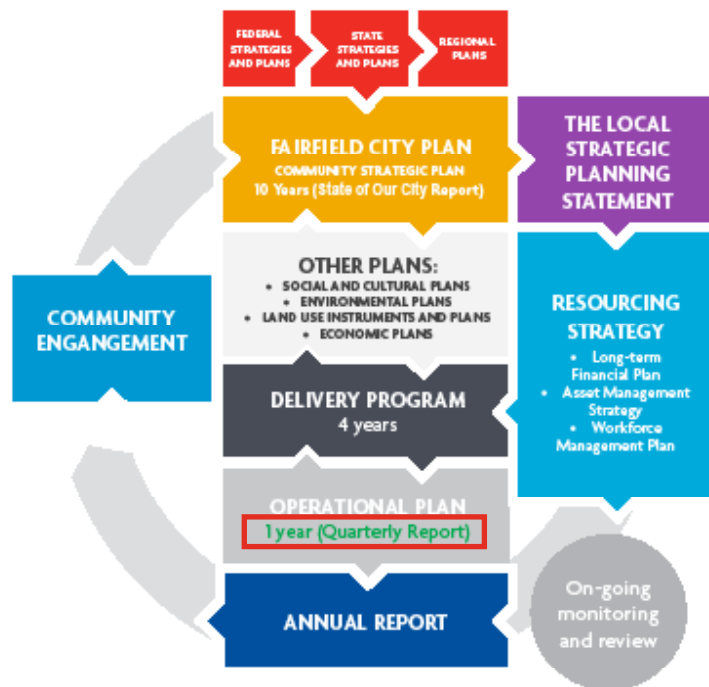 FEDERAL
STRATEGIES
AND PLANS
STATE
STRATEGIES
AND PLANS
REGIONAL
PLANS
FAIRFIELD CITY PLAN
COMMUNITY STRATEGIC PLAN
10 Years (State of Our City Report)
THE LOCAL
STRATEGIC
PLANNING
STATEMENT
OTHER PLANS:
• SOCIAL AND CULTURAL PLANS
• ENVIRONMENTAL PLANS
• LAND USE INSTRUMENTS AND PLANS
• ECONOMIC PLANS
COMMUNITY
ENGANGEMENT
RESOURCING
STRATEGY
• Long-term
Financial Plan
• Asset Management
Strategy
• Workforce
Management Plan
DELIVERY PROGRAM
4 years
OPERATIONAL PLAN
1 year (Quarterly Report)
ANNUAL REPORT
On-going
monitoring
and review